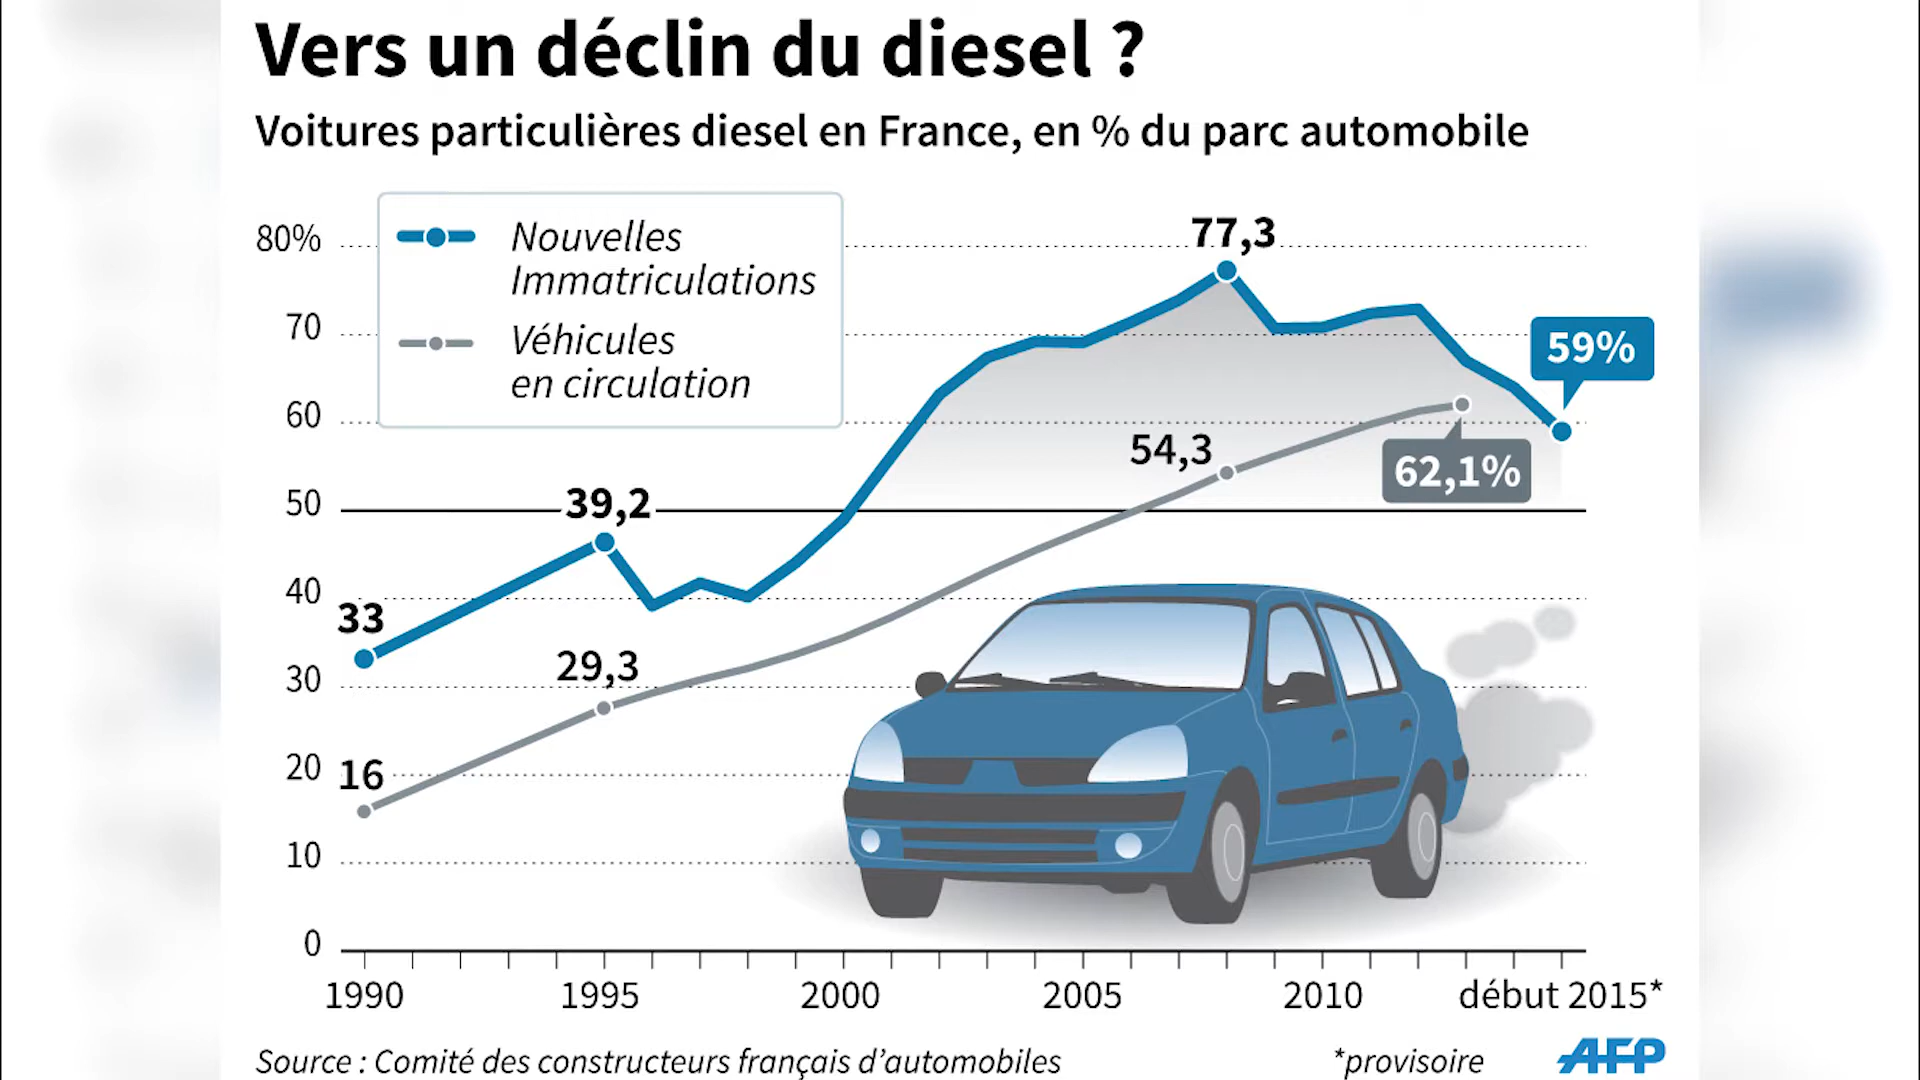 Vers un déclin du diesel ?
Voitures particulières diesel en France, en % du parc automobile
Nouvelles
Immatriculations
Véhicules
en circulation
80%
70
60
50
40
30
20
10
0
77,3
59%
54,3
62,1%
39,2
33
29,3
16
1990
1995
2000
2005
2010
début 2015*
Source : Comité des constructeurs français d’automobiles
*provisoire
AFP